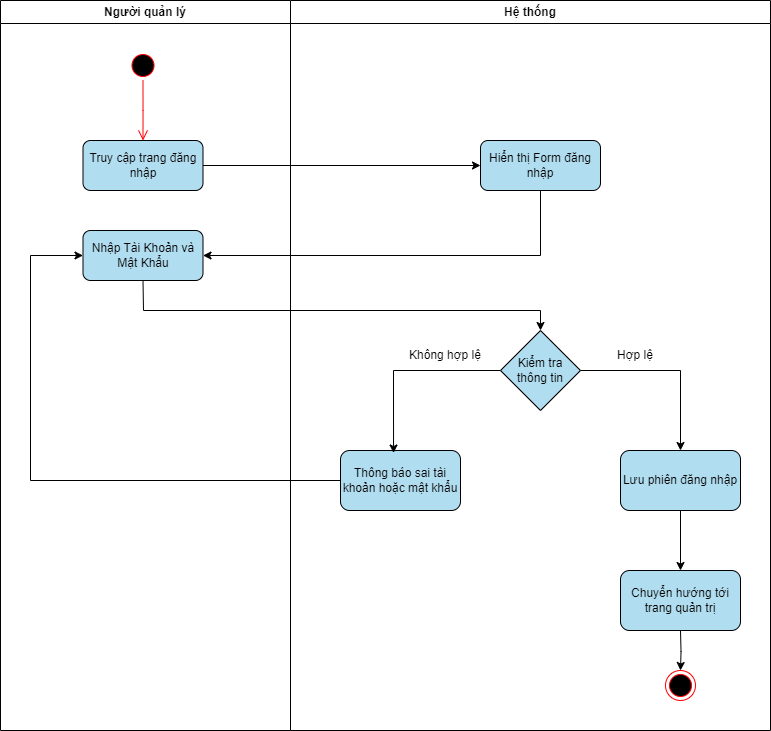 Người quản lý
Hệ thống
Truy cập trang đăng
nhập
Hiển thị Form đăng
nhập
Nhập Tài Khoản và
Mật Khẩu
Kiểm tra
thông tin
Không hợp lệ
Hợp lệ
Thông báo sai tài
khoản hoặc mật khẩu
Lưu phiên đăng nhập
Chuyển hướng tới
trang quản trị